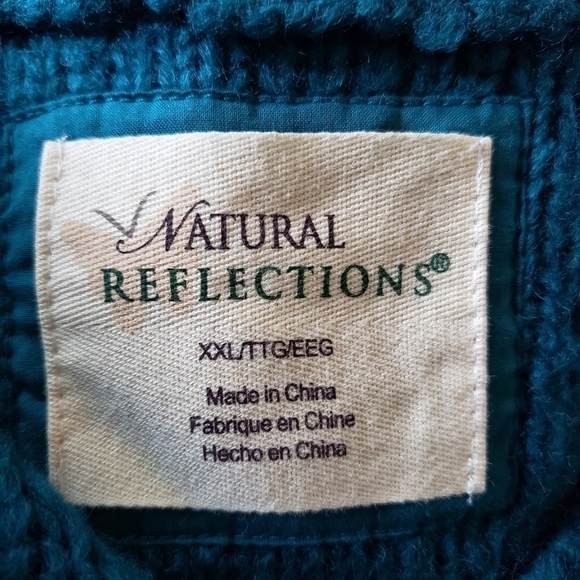 NATURAL
REFLECTIONS®
XXL/TTG/EEG
Made in China
Fabrique en Chine
Hecho en China